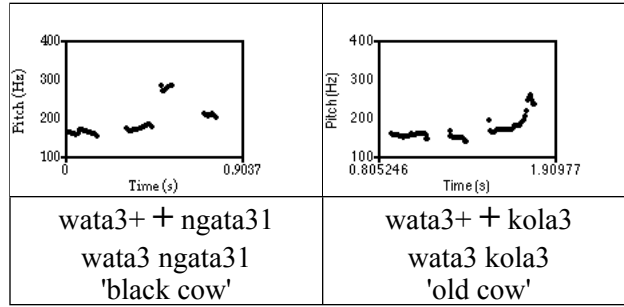 400
300
200
100
Pitch (Hz)
0
0.9037
Time (s)
400
300
200
100
Pitch (Hz)
0.805246
1.90977
Time (s)
wata3+ + ngata31
wata3 ngata31
'black cow'
wata3+ + kola3
wata3 kola3
'old cow'